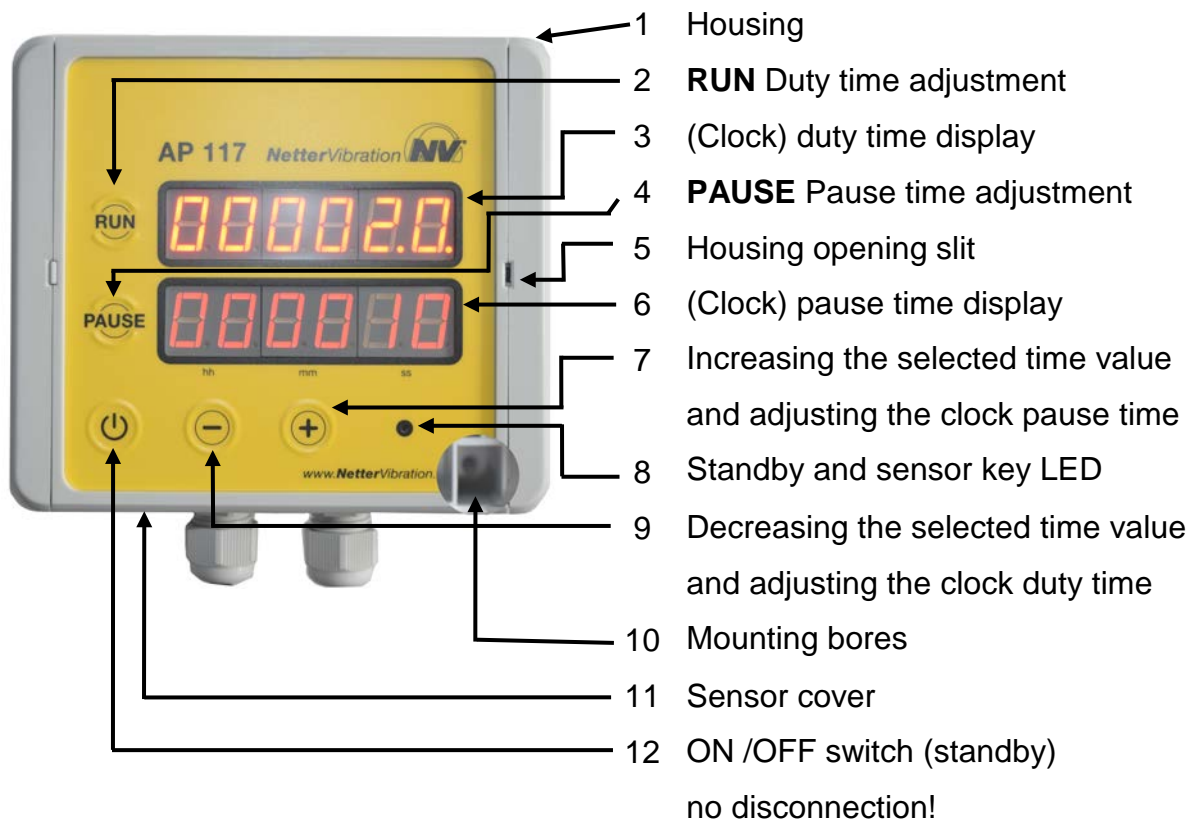 1 Housing
2 RUN Duty time adjustment
3 (Clock) duty time display
4 PAUSE Pause time adjustment
5 Housing opening slit
6 (Clock) pause time display
7 Increasing the selected time value
and adjusting the clock pause time
8 Standby and sensor key LED
9 Decreasing the selected time value
and adjusting the clock duty time
10 Mounting bores
11 Sensor cover
12 ON /OFF switch (standby)
no disconnection!
AP 117 NetterVibration NV
RUN
00002.0.
PAUSE
000010
hh mm ss
www.NetterVibration.